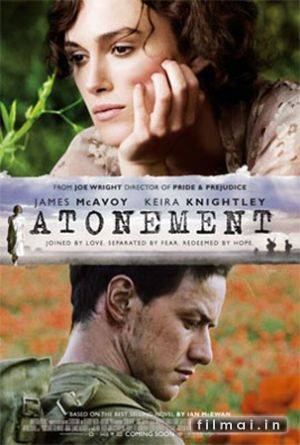 FROM JOE WRIGHT DIRECTOR OF PRIDE & PREJUDICE
JAMES McAVOY KEIRA KNIGHTLEY
ATONEMENT
JOINED BY LOVE. SEPARATED BY FEAR. REDEEMED BY HOPE.
BASED ON THE BEST SELLING NOVEL BY IAN McEWAN
COMING SOON
filmai.in